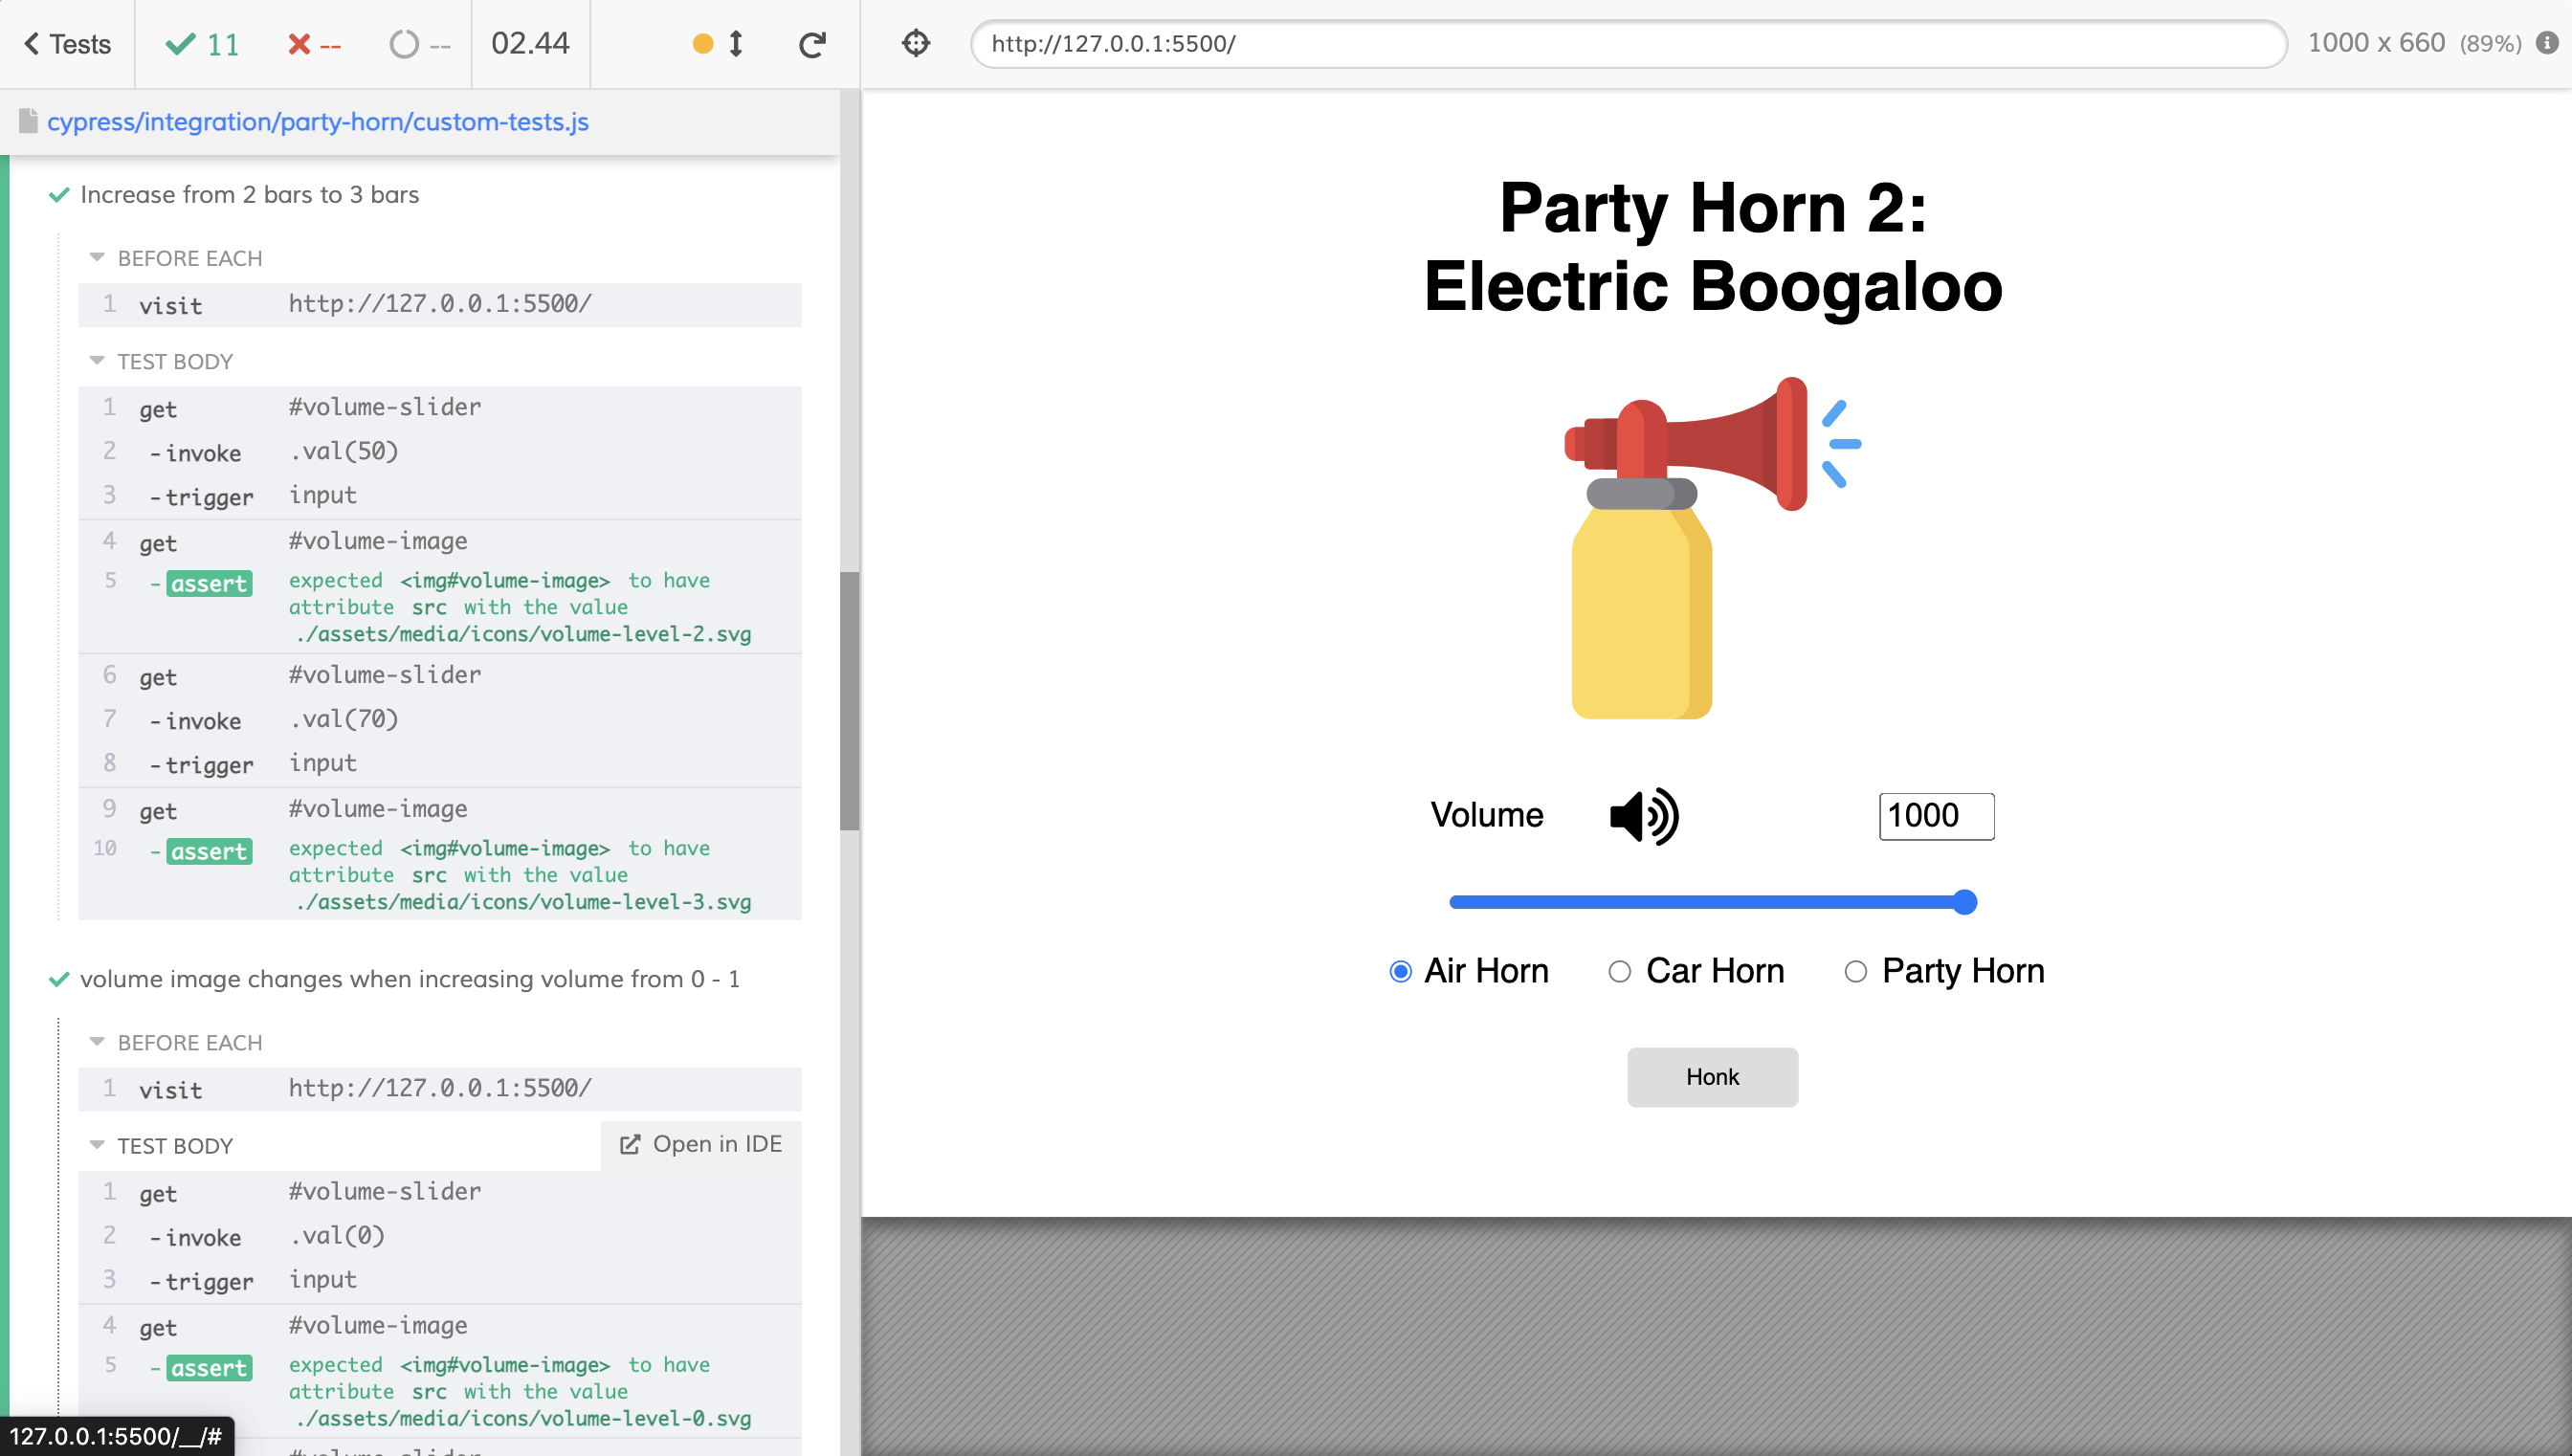 Tests
11
--
--
02.44
http://127.0.0.1:5500/
1000 x 660 (89%)
cypress/integration/party-horn/custom-tests.js
Increase from 2 bars to 3 bars
BEFORE EACH
1 visit http://127.0.0.1:5500/
TEST BODY
1 get #volume-slider
2 -invoke .val(50)
3 -trigger input
4 get #volume-image
5 -assert expected <img#volume-image> to have
attribute src with the value
./assets/media/icons/volume-level-2.svg
6 get #volume-slider
7 -invoke .val(70)
8 -trigger input
9 get #volume-image
10 -assert expected <img#volume-image> to have
attribute src with the value
./assets/media/icons/volume-level-3.svg
volume image changes when increasing volume from 0 - 1
BEFORE EACH
1 visit http://127.0.0.1:5500/
TEST BODY
Open in IDE
1 get #volume-slider
2 -invoke .val(0)
3 -trigger input
4 get #volume-image
5 -assert expected <img#volume-image> to have
attribute src with the value
./assets/media/icons/volume-level-0.svg
127.0.0.1:5500/__/#
Party Horn 2:
Electric Boogaloo
Volume
1000
Air Horn
Car Horn
Party Horn
Honk